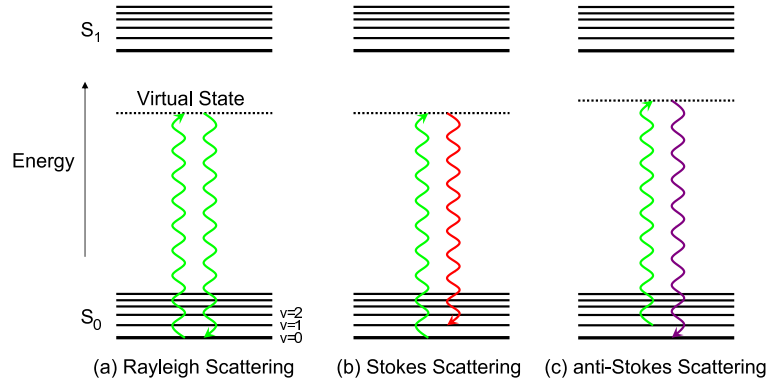 S1
Virtual State
Energy
S0
v=2
v=1
v=0
(a) Rayleigh Scattering
(b) Stokes Scattering
(c) anti-Stokes Scattering